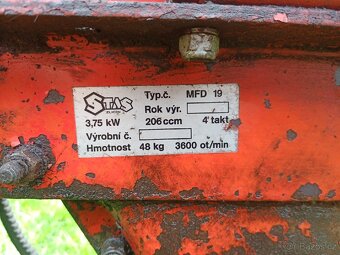 STAS
Typ.č. MFD 19
Rok výr.
3,75 kW 206 ccm 4 takt
Výrobní č.
Hmotnost 48 kg 3600 ot/min